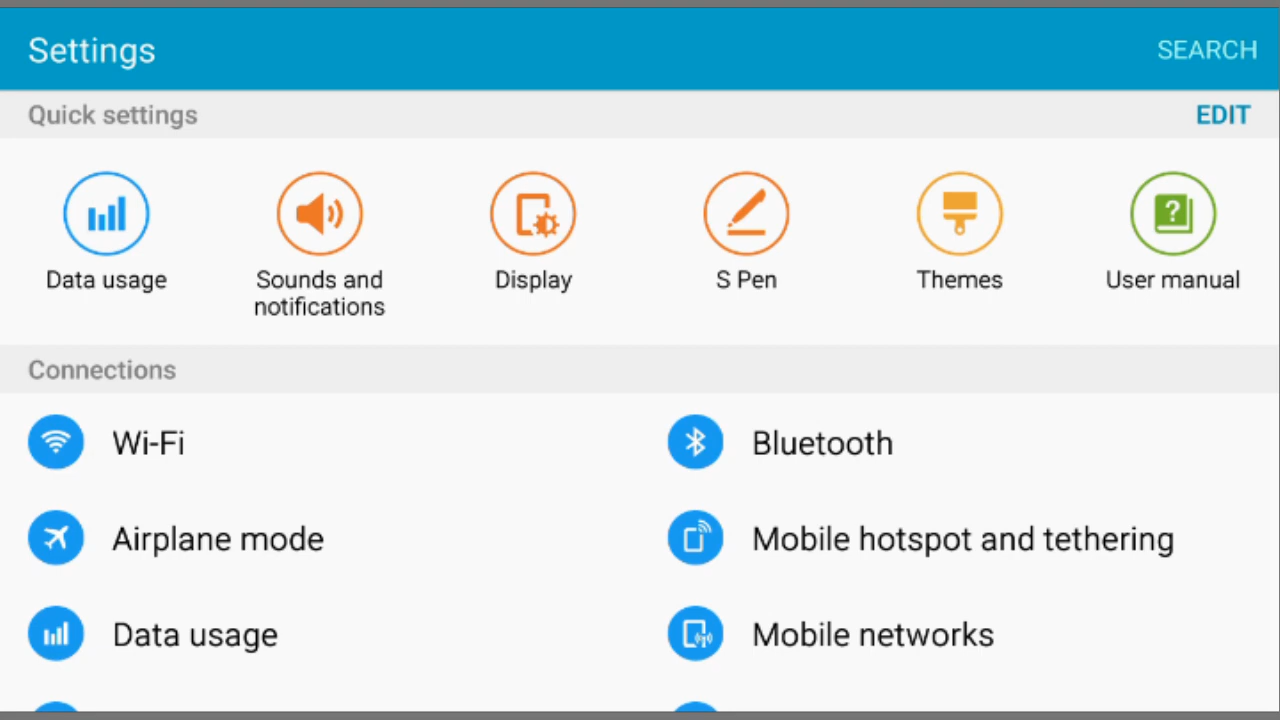 Settings
SEARCH
Quick settings
EDIT
Data usage
Sounds and
notifications
Display
S Pen
Themes
User manual
Connections
Wi-Fi
Bluetooth
Airplane mode
Mobile hotspot and tethering
Data usage
Mobile networks